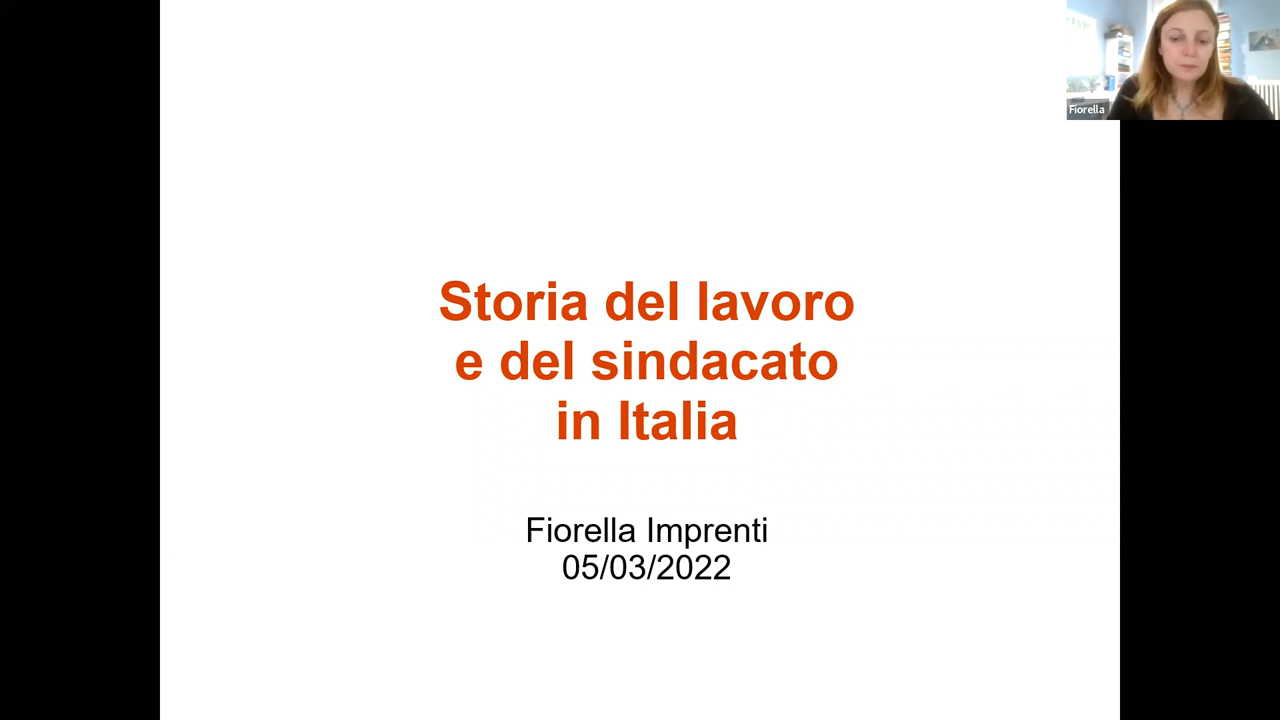 Fiorella
Storia del lavoro
e del sindacato
in Italia
Fiorella Imprenti
05/03/2022